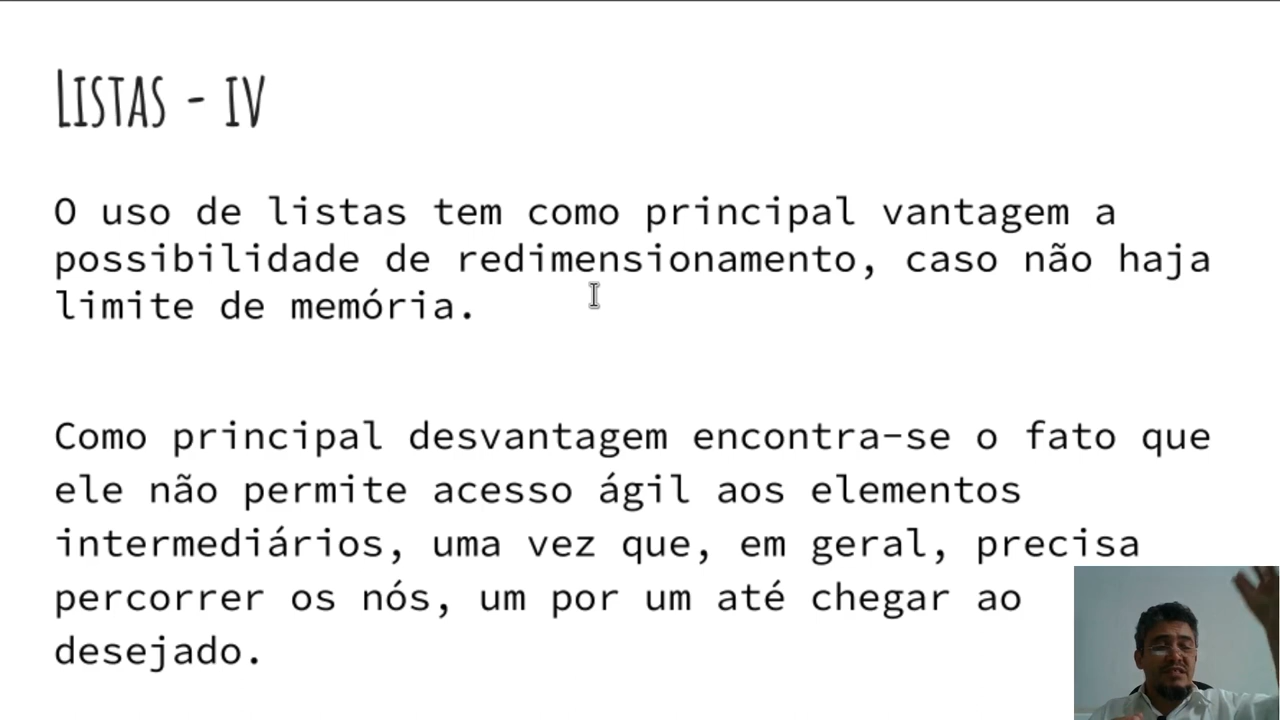 LISTAS - IV
O uso de listas tem como principal vantagem a
possibilidade de redimensionamento, caso não haja
limite de memória.
Como principal desvantagem encontra-se o fato que
ele não permite acesso ágil aos elementos
intermediários, uma vez que, em geral, precisa
percorrer os nós, um por um até chegar ao
desejado.